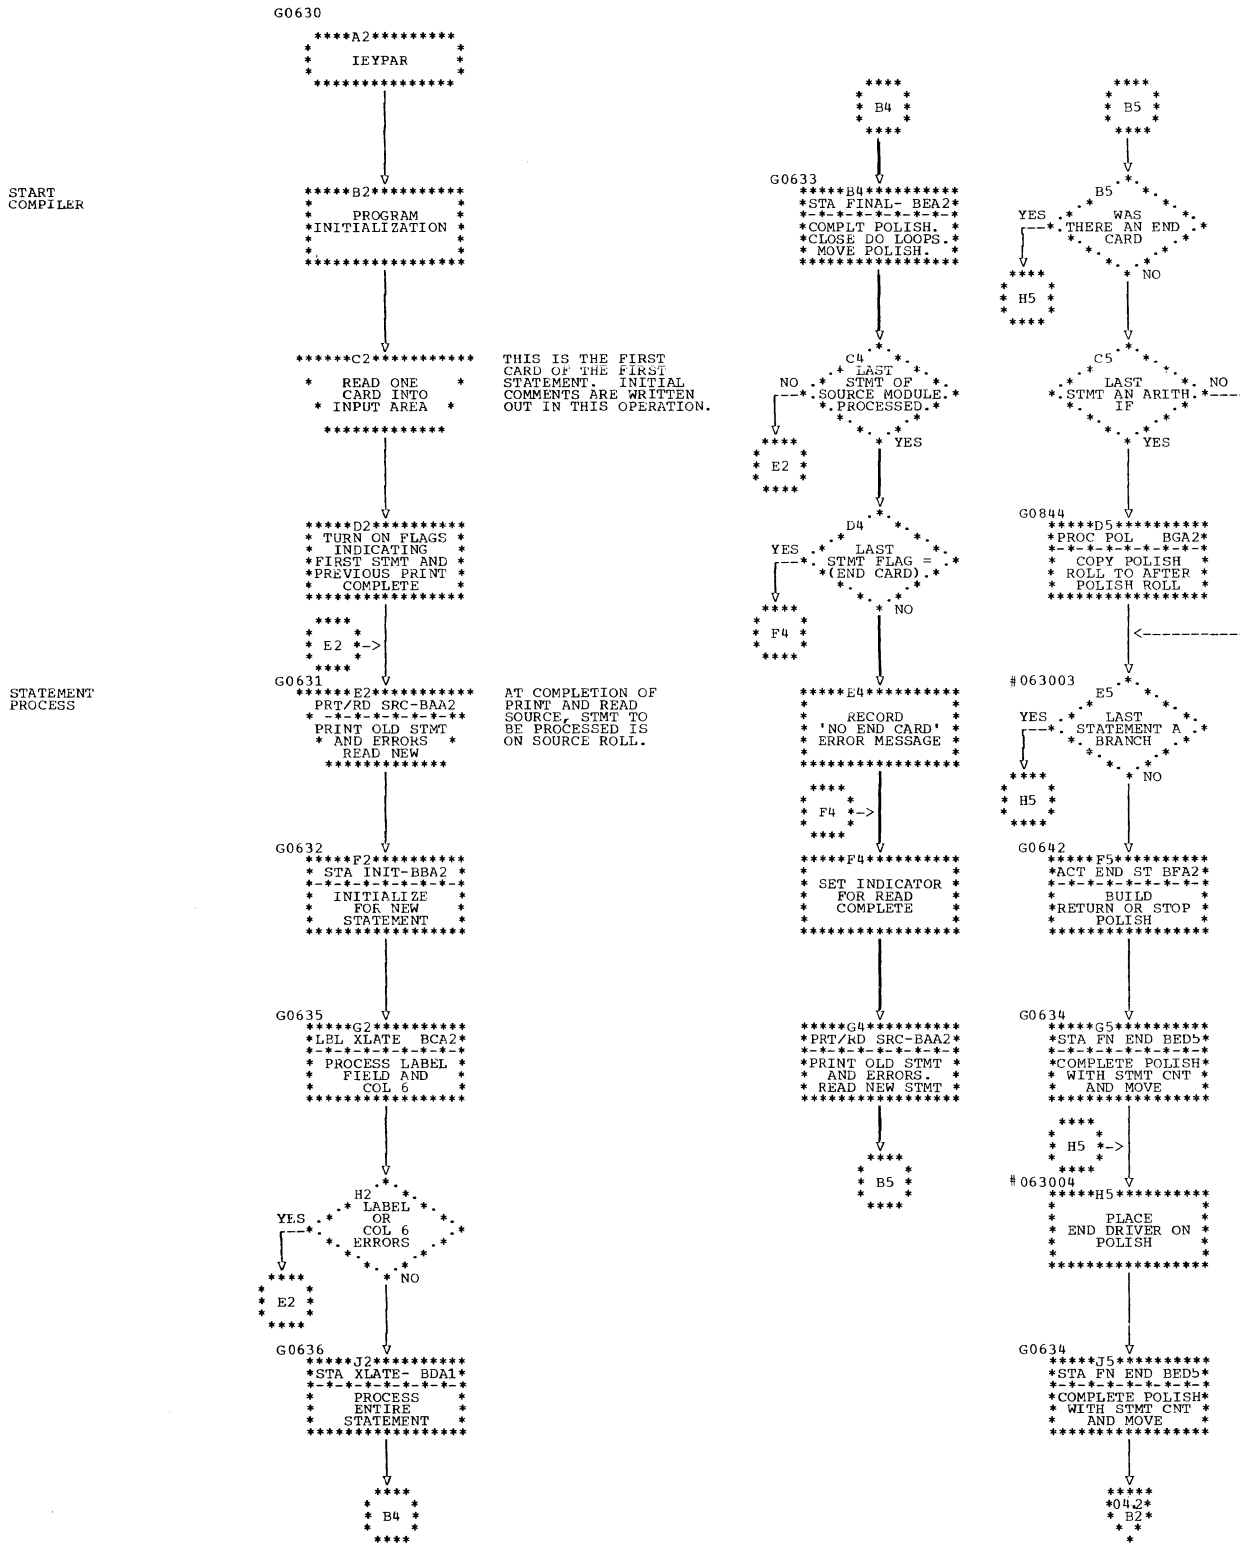 G0630
A2
IEYPAR
START
COMPILER
B2
PROGRAM
INITIALIZATION
C2
READ ONE
CARD INTO
INPUT AREA
THIS IS THE FIRST
CARD OF THE FIRST
STATEMENT. INITIAL
COMMENTS ARE WRITTEN
OUT IN THIS OPERATION.
D2
TURN ON FLAGS
INDICATING
FIRST STMT AND
PREVIOUS PRINT
COMPLETE
E2
G0631
STATEMENT
PROCESS
E2
PRT/RD SRC-BAA2
PRINT OLD STMT
AND ERRORS
READ NEW
AT COMPLETION OF
PRINT AND READ
SOURCE, STMT TO
BE PROCESSED IS
ON SOURCE ROLL.
G0632
F2
STA INIT-BBA2
INITIALIZE
FOR NEW
STATEMENT
G0635
G2
LBL XLATE BCA2
PROCESS LABEL
FIELD AND
COL 6
H2
LABEL
OR
COL 6
ERRORS
YES
NO
E2
G0636
J2
STA XLATE- BDA1
PROCESS
ENTIRE
STATEMENT
B4
B4
G0633
B4
STA FINAL- BEA2
COMPLT POLISH.
CLOSE DO LOOPS.
MOVE POLISH.
C4
LAST
STMT OF
SOURCE MODULE
PROCESSED.
NO
YES
E2
D4
LAST
STMT FLAG =
(END CARD).
YES
NO
F4
E4
RECORD
'NO END CARD'
ERROR MESSAGE
F4
F4
SET INDICATOR
FOR READ
COMPLETE
G4
PRT/RD SRC-BAA2
PRINT OLD STMT
AND ERRORS.
READ NEW STMT
B5
B5
B5
WAS
THERE AN END
CARD
YES
NO
H5
C5
LAST
STMT AN ARITH.
IF
NO
YES
G0844
D5
PROC POL BGA2
COPY POLISH
ROLL TO AFTER
POLISH ROLL
#063003
E5
LAST
STATEMENT A
BRANCH
YES
NO
H5
G0642
F5
ACT END ST BFA2
BUILD
RETURN OR STOP
POLISH
G0634
G5
STA FN END BED5
COMPLETE POLISH
WITH STMT CNT
AND MOVE
H5
#063004
H5
PLACE
END DRIVER ON
POLISH
G0634
J5
STA FN END BED5
COMPLETE POLISH
WITH STMT CNT
AND MOVE
04.2
B2